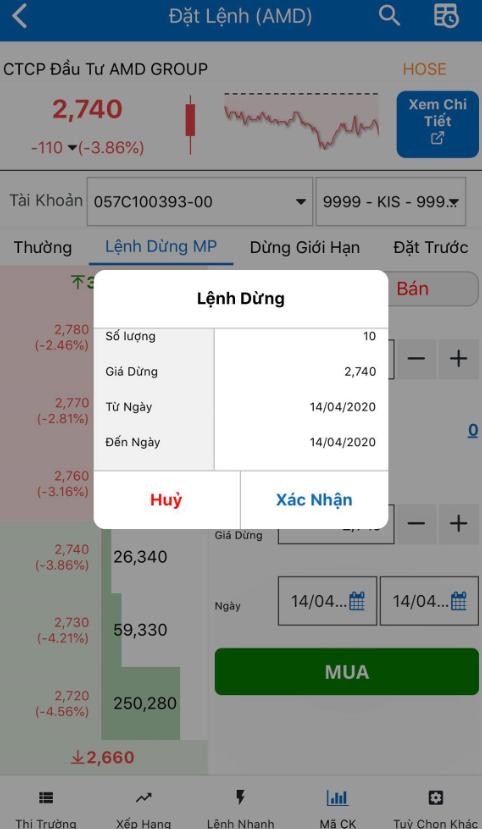 Đặt Lệnh (AMD)
CTCP Đầu Tư AMD GROUP
HOSE
2,740
-110 ▾(-3.86%)
Xem Chi
Tiết
Tài Khoản
057C100393-00
9999 - KIS - 999...
Thường
Lệnh Dừng MP
Dừng Giới Hạn
Đặt Trước
Bán
2,780
(-2.46%)
2,770
(-2.81%)
2,760
(-3.16%)
2,740
(-3.86%)
26,340
2,730
(-4.21%)
59,330
2,720
(-4.56%)
250,280
2,660
0
Lệnh Dừng
Số lượng
10
Giá Dừng
2,740
Từ Ngày
14/04/2020
Đến Ngày
14/04/2020
Huỷ
Xác Nhận
Giá Dừng
Ngày
14/04...
14/04...
MUA
Thị Trường
Xếp Hạng
Lệnh Nhanh
Mã CK
Tuỳ Chọn Khác